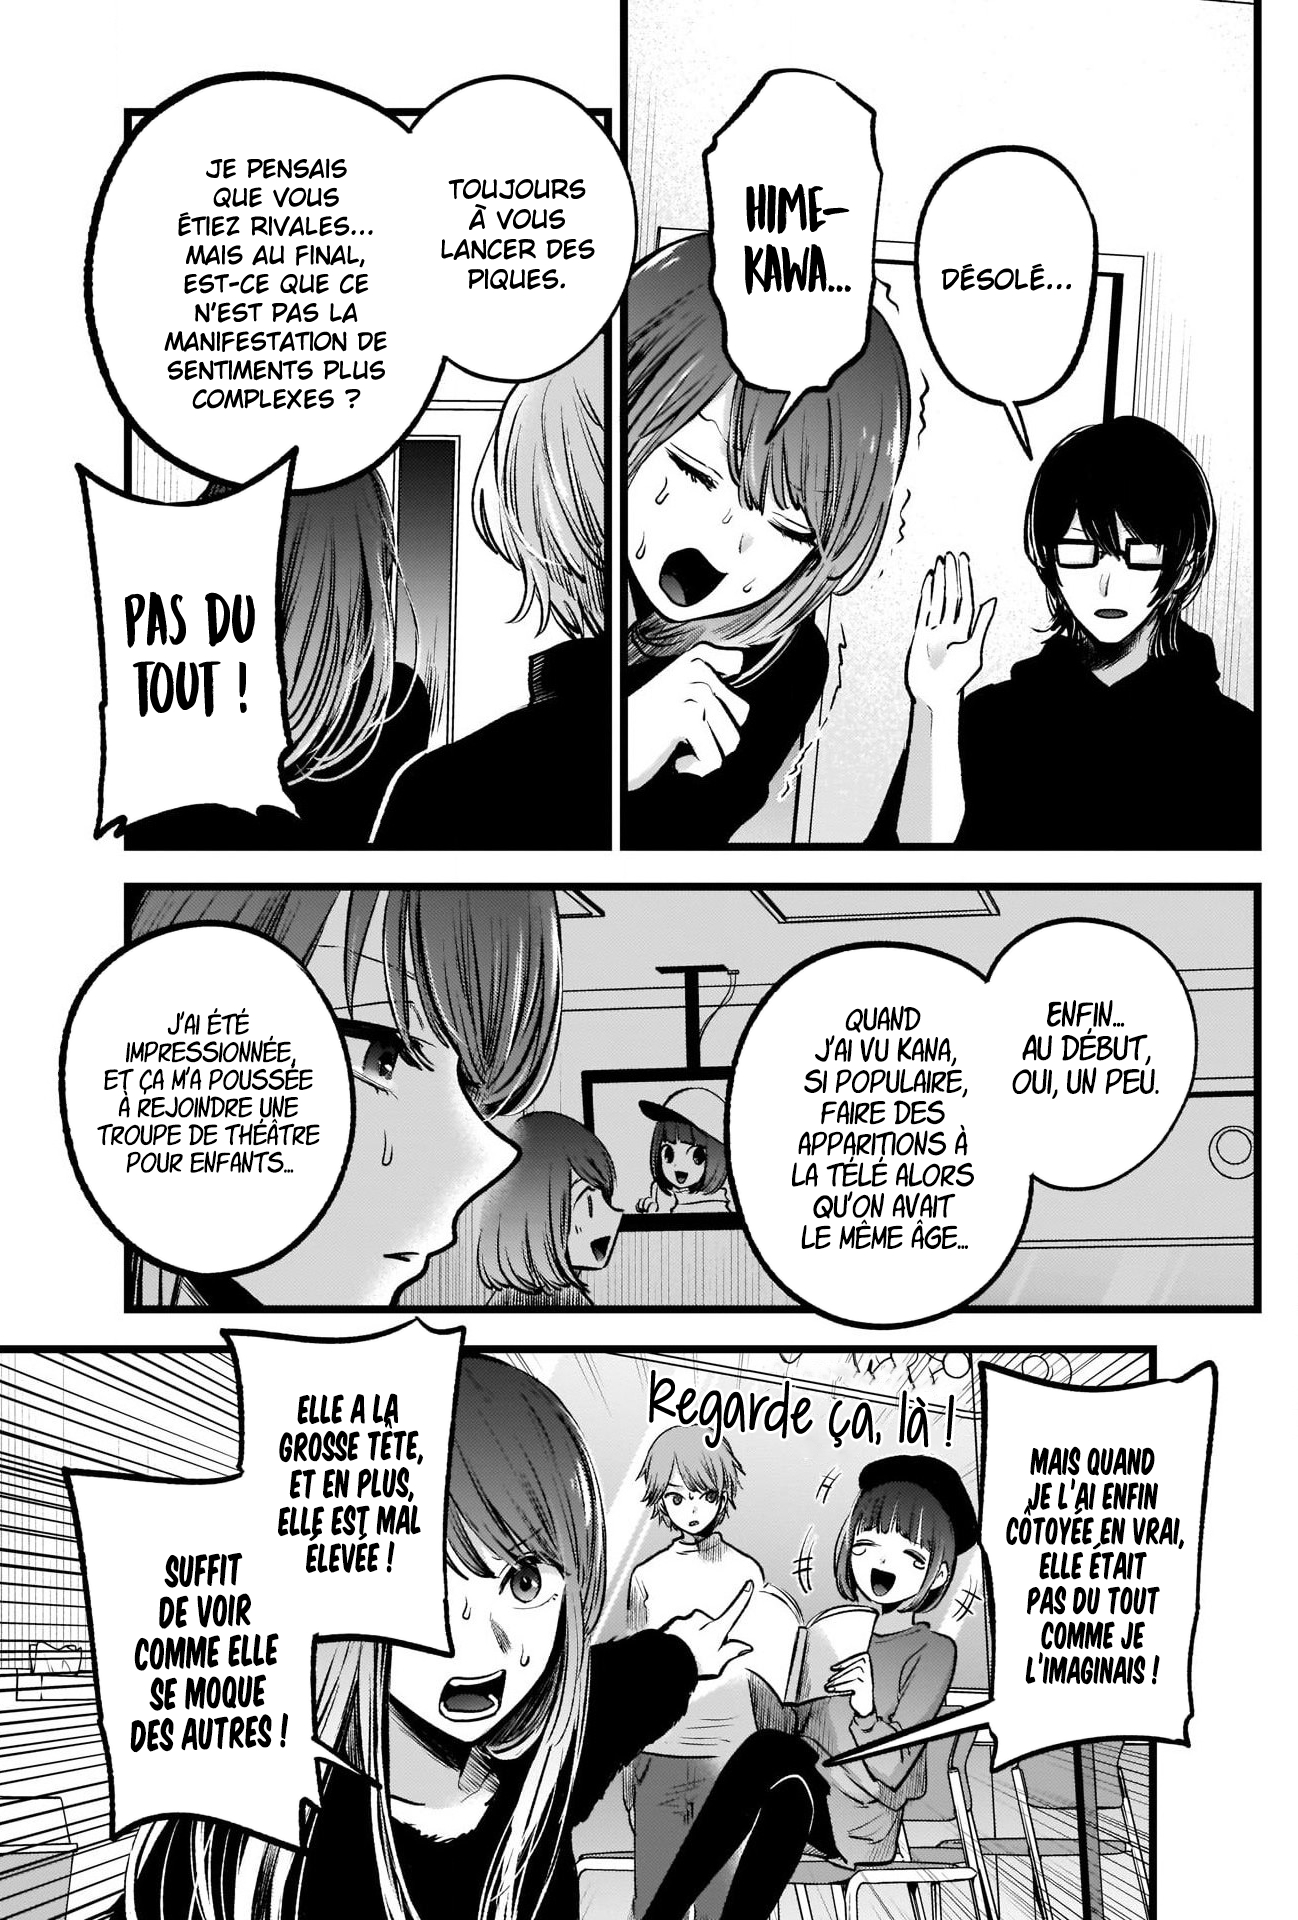 DÉSOLÉ...
HIME-
KAWA...
TOUJOURS
À VOUS
LANCER DES
PIQUES.
JE PENSAIS
QUE VOUS
ÉTIEZ RIVALES...
MAIS AU FINAL,
EST-CE QUE CE
N'EST PAS LA
MANIFESTATION DE
SENTIMENTS PLUS
COMPLEXES ?
PAS DU
TOUT !
ENFIN...
AU DÉBUT,
OUI, UN PEU.
QUAND
J'AI VU KANA,
SI POPULAIRE,
FAIRE DES
APPARITIONS À
LA TÉLÉ ALORS
QU'ON AVAIT
LE MÊME ÂGE...
J'AI ÉTÉ
IMPRESSIONNÉE,
ET ÇA M'A POUSSÉE
À REJOINDRE UNE
TROUPE DE THÉÂTRE
POUR ENFANTS...
MAIS QUAND
JE L'AI ENFIN
CÔTOYÉE EN VRAI,
ELLE ÉTAIT
PAS DU TOUT
COMME JE
L'IMAGINAIS !
Regarde ça, là !
ELLE A LA
GROSSE TÊTE,
ET EN PLUS,
ELLE EST MAL
ÉLEVÉE !
SUFFIT
DE VOIR
COMME ELLE
SE MOQUE
DES AUTRES !